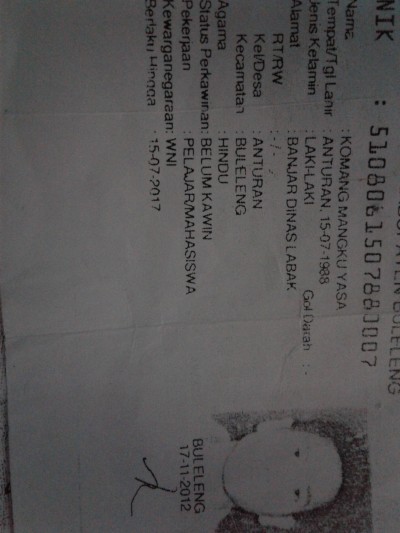 BULELENG
NIK : 5108061507880007
Nama : KOMANG MANGKU YASA
Tempat/Tgl Lahir : ANTURAN, 15-07-1988
Jenis Kelamin : LAKI-LAKI Gol Darah : -
Alamat : BANJAR DINAS LABAK
RT/RW : - / -
Kel/Desa : ANTURAN
Kecamatan : BULELENG
Agama : HINDU
Status Perkawinan: BELUM KAWIN
Pekerjaan : PELAJAR/MAHASISWA
Kewarganegaraan: WNI
Berlaku Hingga : 15-07-2017
BULELENG
17-11-2012